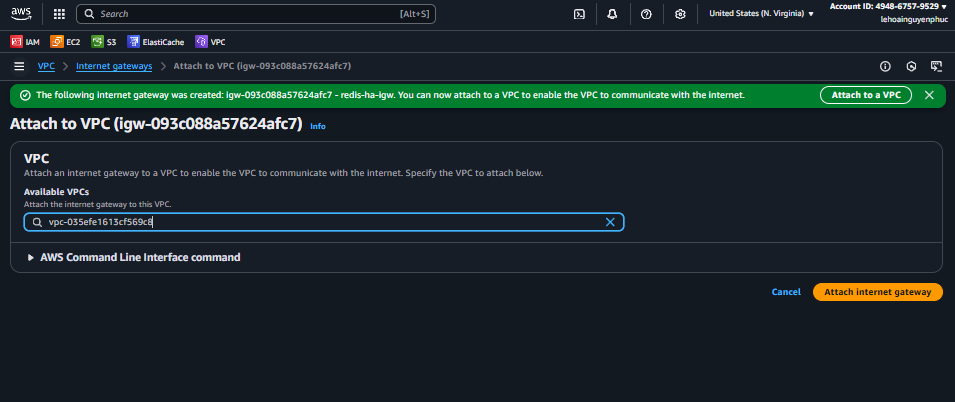 aws
Search
[Alt+S]
United States (N. Virginia) ▼
Account ID: 4948-6757-9529 ▼
lehoainguyenphuc
IAM EC2 S3 ElastiCache VPC
VPC > Internet gateways > Attach to VPC (igw-093c088a57624afc7)
The following internet gateway was created: igw-093c088a57624afc7 - redis-ha-igw. You can now attach to a VPC to enable the VPC to communicate with the internet.
Attach to a VPC
Attach to VPC (igw-093c088a57624afc7) Info
VPC
Attach an internet gateway to a VPC to enable the VPC to communicate with the internet. Specify the VPC to attach below.
Available VPCs
Attach the internet gateway to this VPC.
vpc-035efe1613cf569c8
AWS Command Line Interface command
Cancel
Attach internet gateway